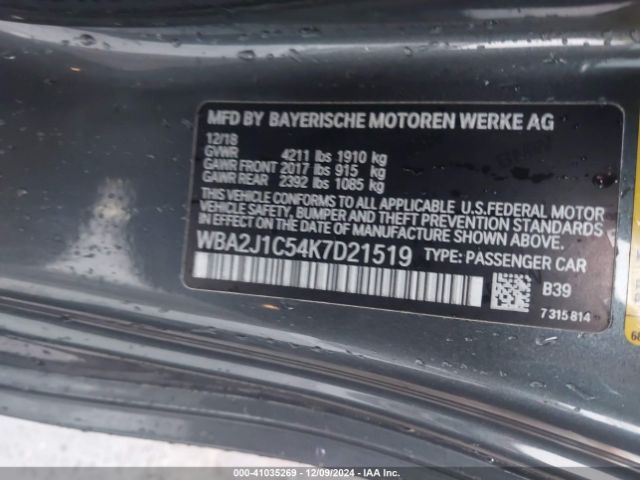 MFD BY BAYERISCHE MOTOREN WERKE AG
12/18
GVWR 4211 lbs 1910 kg
GAWR FRONT 2017 lbs 915 kg
GAWR REAR 2392 lbs 1085 kg
THIS VEHICLE CONFORMS TO ALL APPLICABLE U.S.FEDERAL MOTOR
VEHICLE SAFETY, BUMPER AND THEFT PREVENTION STANDARDS
IN EFFECT ON THE DATE OF MANUFACTURE SHOWN ABOVE.
WBA2J1C54K7D21519 TYPE: PASSENGER CAR
B39
7 315 814
68
000-41035269 - 12/09/2024 - IAA Inc.